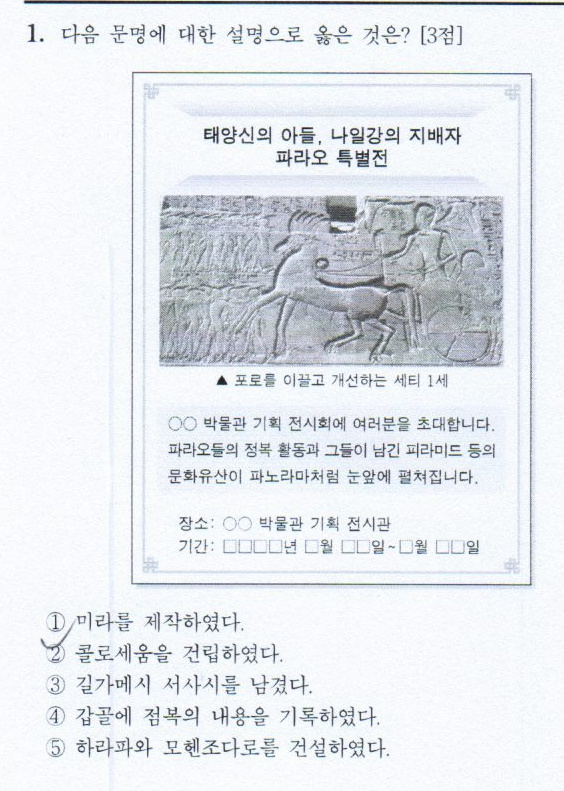 1. 다음 문명에 대한 설명으로 옳은 것은? [3점]
태양신의 아들, 나일강의 지배자
파라오 특별전
▲ 포로를 이끌고 개선하는 세티 1세
○○ 박물관 기획 전시회에 여러분을 초대합니다.
파라오들의 정복 활동과 그들이 남긴 피라미드 등의
문화유산이 파노라마처럼 눈앞에 펼쳐집니다.
장소: ○○ 박물관 기획 전시관
기간: □□□□년 □월 □□일~□월 □□일
① 미라를 제작하였다.
② 콜로세움을 건립하였다.
③ 길가메시 서사시를 남겼다.
④ 갑골에 점복의 내용을 기록하였다.
⑤ 하라파와 모헨조다로를 건설하였다.